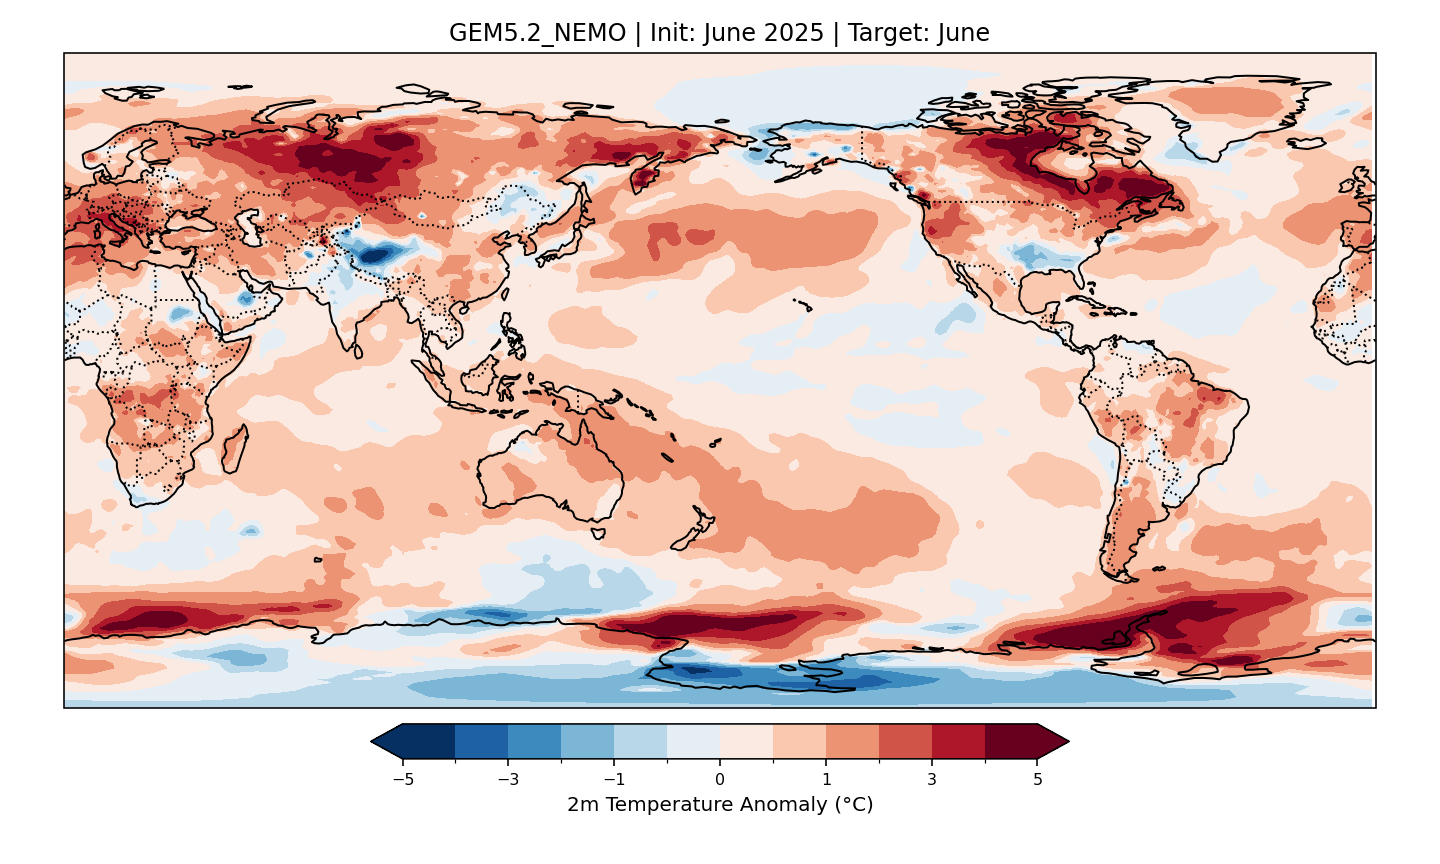 GEM5.2_NEMO | Init: June 2025 | Target: June
−5 −3 −1 0 1 3 5
2m Temperature Anomaly (°C)